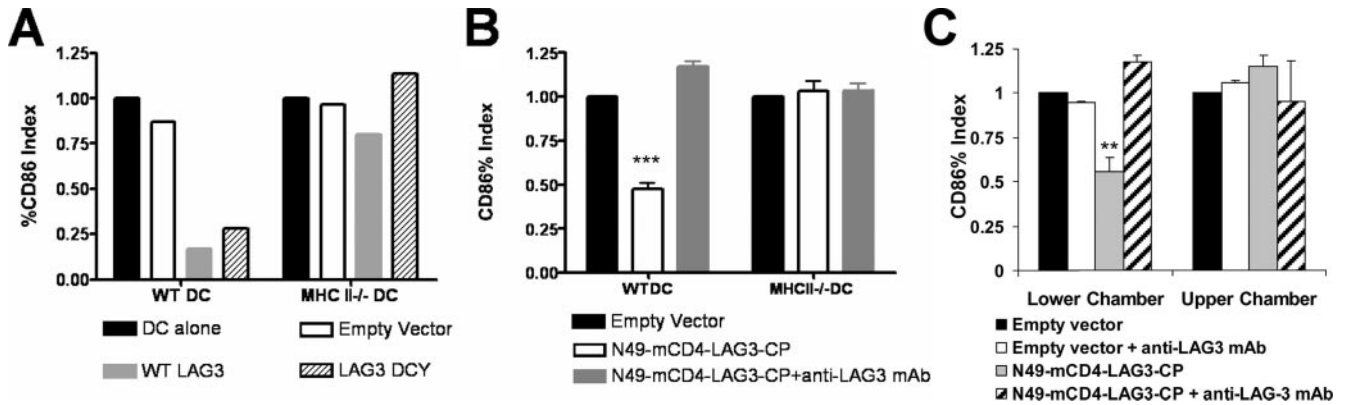 A
%CD86 Index
1.25
1.00
0.75
0.50
0.25
0.00
WT DC
MHC II-/- DC
DC alone
Empty Vector
WT LAG3
LAG3 DCY
B
CD86% Index
1.25
1.00
0.75
0.50
0.25
0.00
***
WTDC
MHCII-/-DC
Empty Vector
N49-mCD4-LAG3-CP
N49-mCD4-LAG3-CP+anti-LAG3 mAb
C
CD86% Index
1.25
1
0.75
0.5
0.25
0
**
Lower Chamber
Upper Chamber
Empty vector
Empty vector + anti-LAG3 mAb
N49-mCD4-LAG3-CP
N49-mCD4-LAG3-CP + anti-LAG-3 mAb